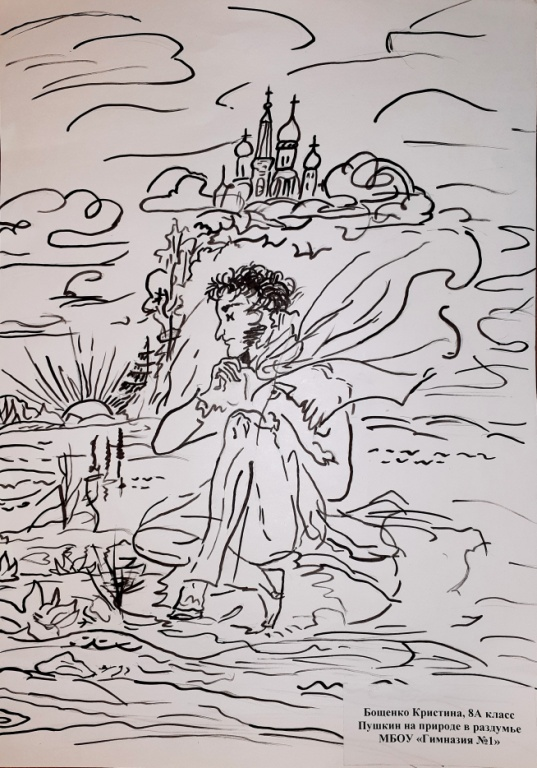 Бощенко Кристина, 8А класс
Пушкин на природе в раздумье
МБОУ «Гимназия №1»